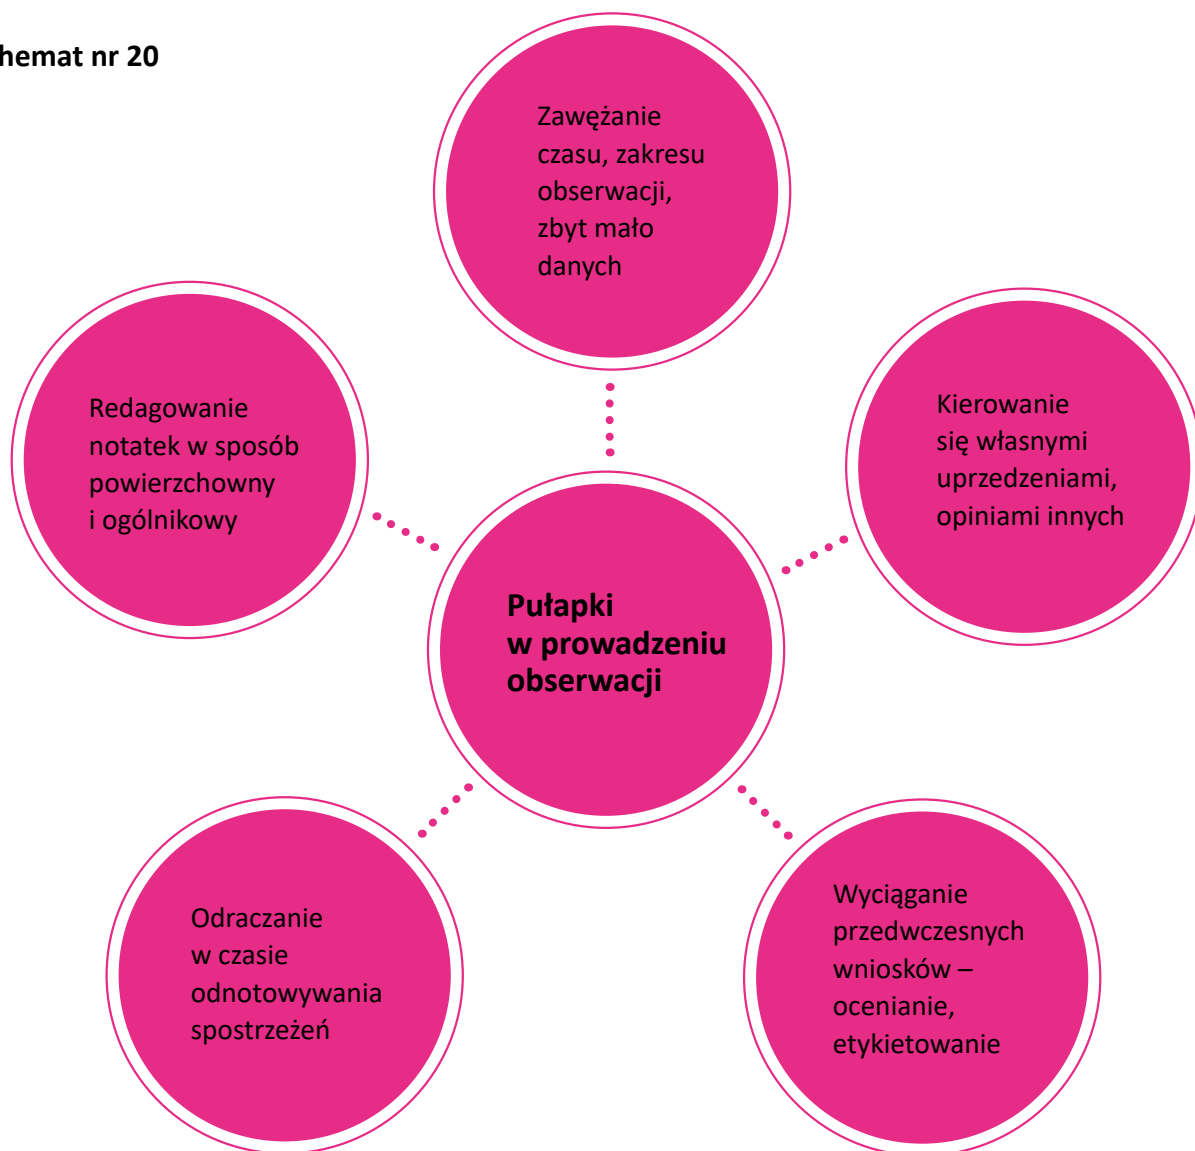 hemat nr 20
Zawężanie
czasu, zakresu
obserwacji,
zbyt mało
danych
Redagowanie
notatek w sposób
powierzchowny
i ogólnikowy
Kierowanie
się własnymi
uprzedzeniami,
opiniami innych
Pułapki
w prowadzeniu
obserwacji
Odraczanie
w czasie
odnotowywania
spostrzeżeń
Wyciąganie
przedwczesnych
wniosków –
ocenianie,
etykietowanie